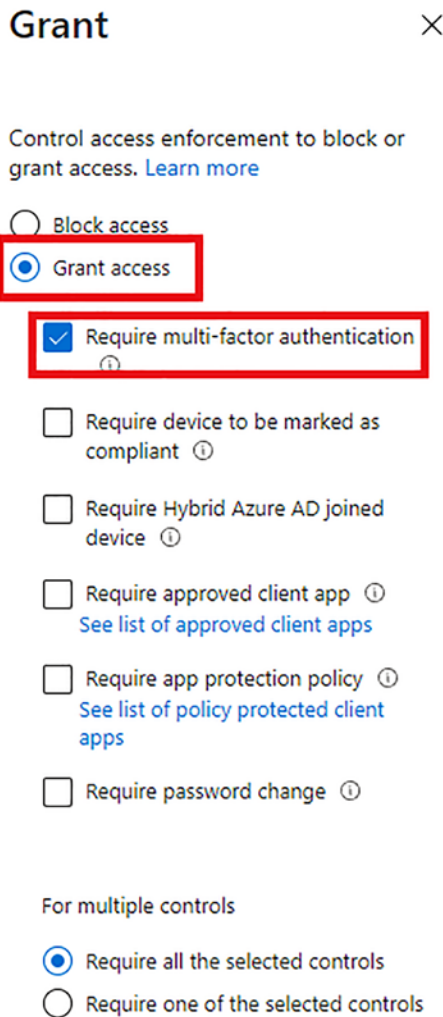 Grant
Control access enforcement to block or
grant access. Learn more
Block access
Grant access
Require multi-factor authentication
Require device to be marked as
compliant
Require Hybrid Azure AD joined
device
Require approved client app
See list of approved client apps
Require app protection policy
See list of policy protected client
apps
Require password change
For multiple controls
Require all the selected controls
Require one of the selected controls